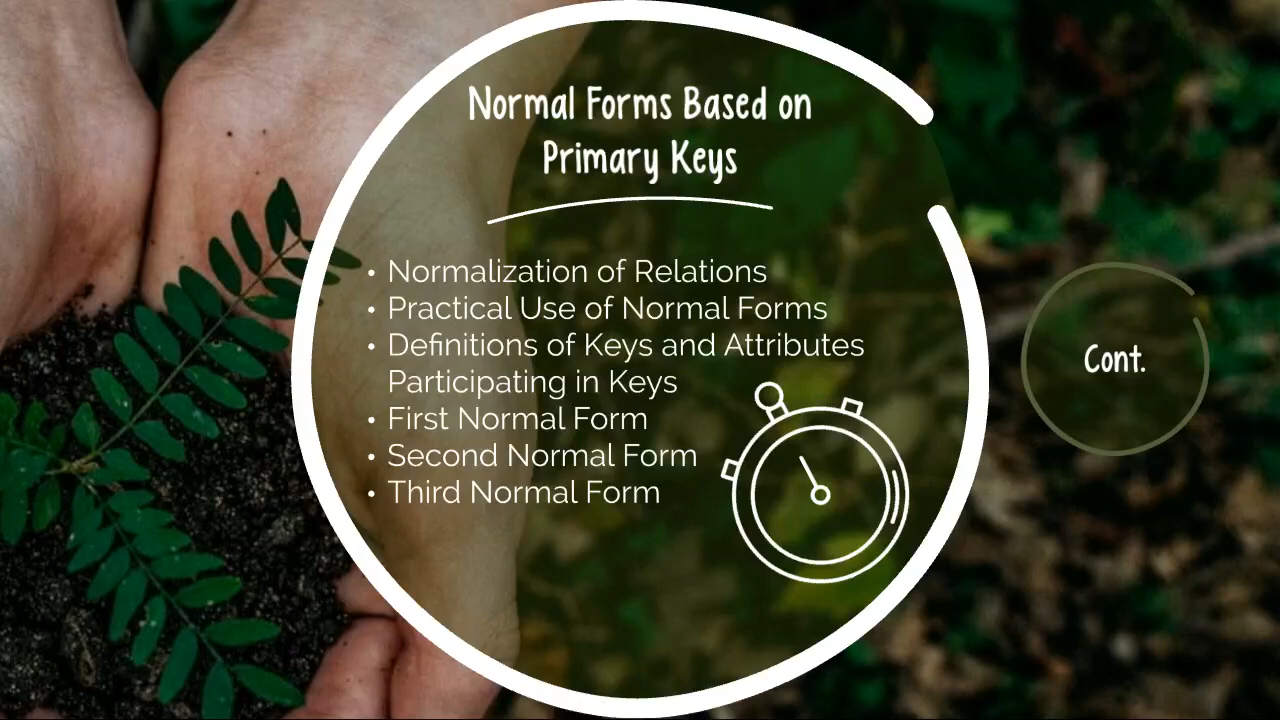 Normal Forms Based on
Primary Keys
• Normalization of Relations
• Practical Use of Normal Forms
• Definitions of Keys and Attributes
Participating in Keys
• First Normal Form
• Second Normal Form
• Third Normal Form
Cont.